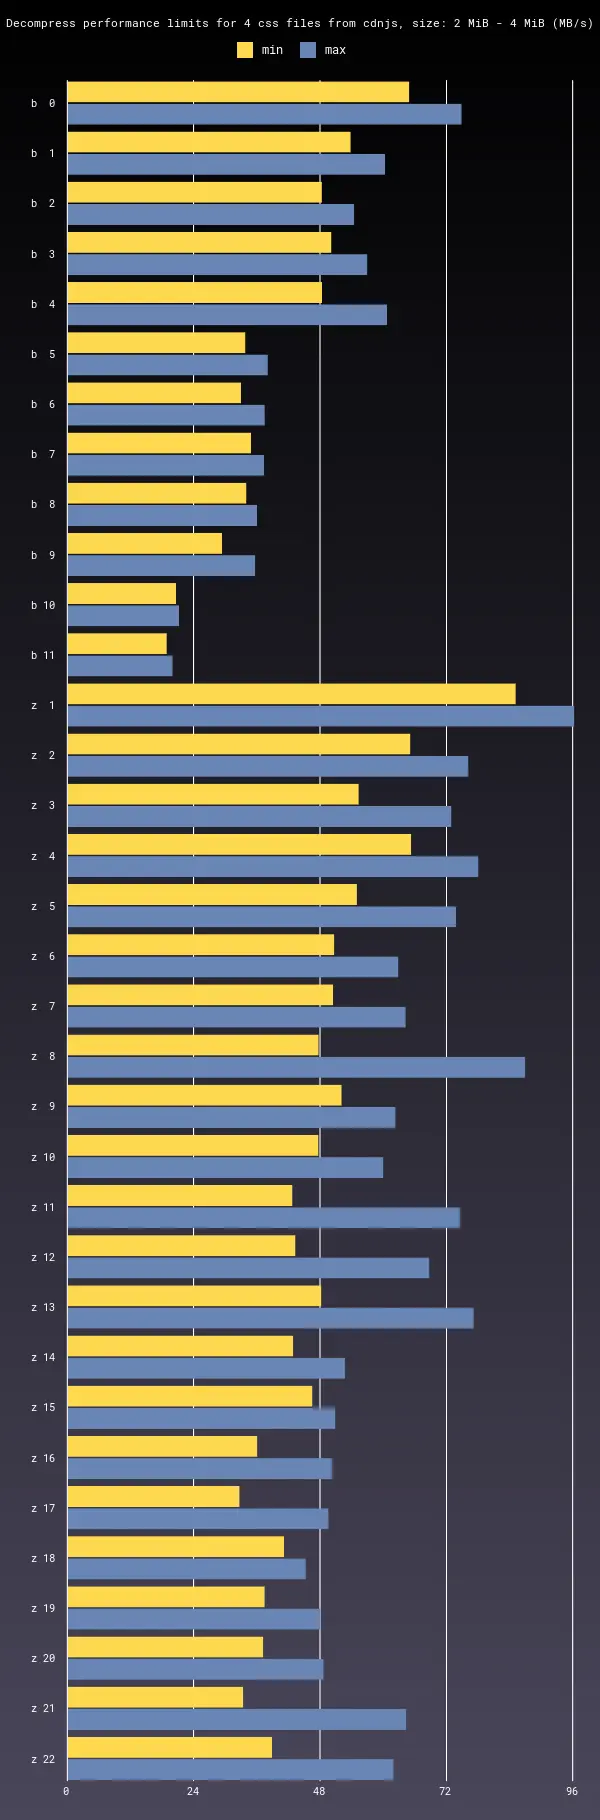 Decompress performance limits for 4 css files from cdnjs, size: 2 MiB - 4 MiB (MB/s)
min max
b 0
b 1
b 2
b 3
b 4
b 5
b 6
b 7
b 8
b 9
b 10
b 11
z 1
z 2
z 3
z 4
z 5
z 6
z 7
z 8
z 9
z 10
z 11
z 12
z 13
z 14
z 15
z 16
z 17
z 18
z 19
z 20
z 21
z 22
0 24 48 72 96